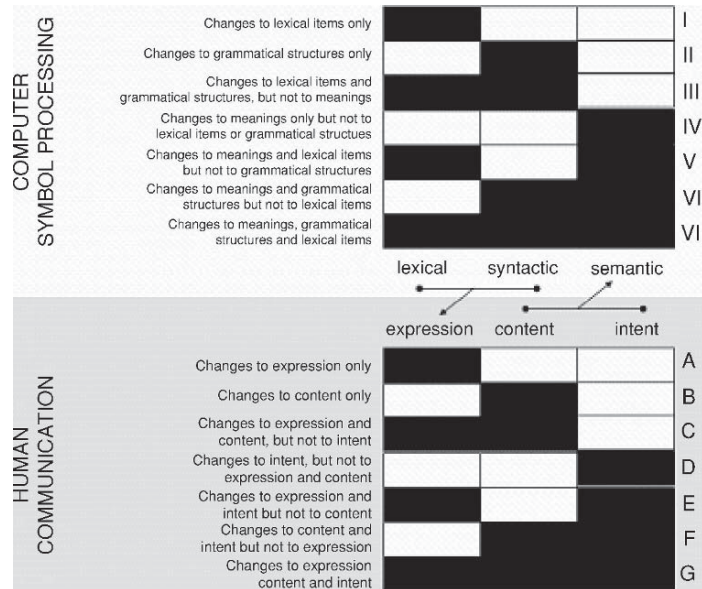 COMPUTER
SYMBOL PROCESSING
Changes to lexical items only
I
Changes to grammatical structures only
II
Changes to lexical items and
grammatical structures, but not to meanings
III
Changes to meanings only but not to
lexical items or grammatical structues
IV
Changes to meanings and lexical items
but not to grammatical structures
V
Changes to meanings and grammatical
structures but not to lexical items
VI
Changes to meanings, grammatical
structures and lexical items
VI
lexical syntactic semantic
expression content intent
HUMAN
COMMUNICATION
Changes to expression only
A
Changes to content only
B
Changes to expression and
content, but not to intent
C
Changes to intent, but not to
expression and content
D
Changes to expression and
intent but not to content
E
Changes to content and
intent but not to expression
F
Changes to expression
content and intent
G